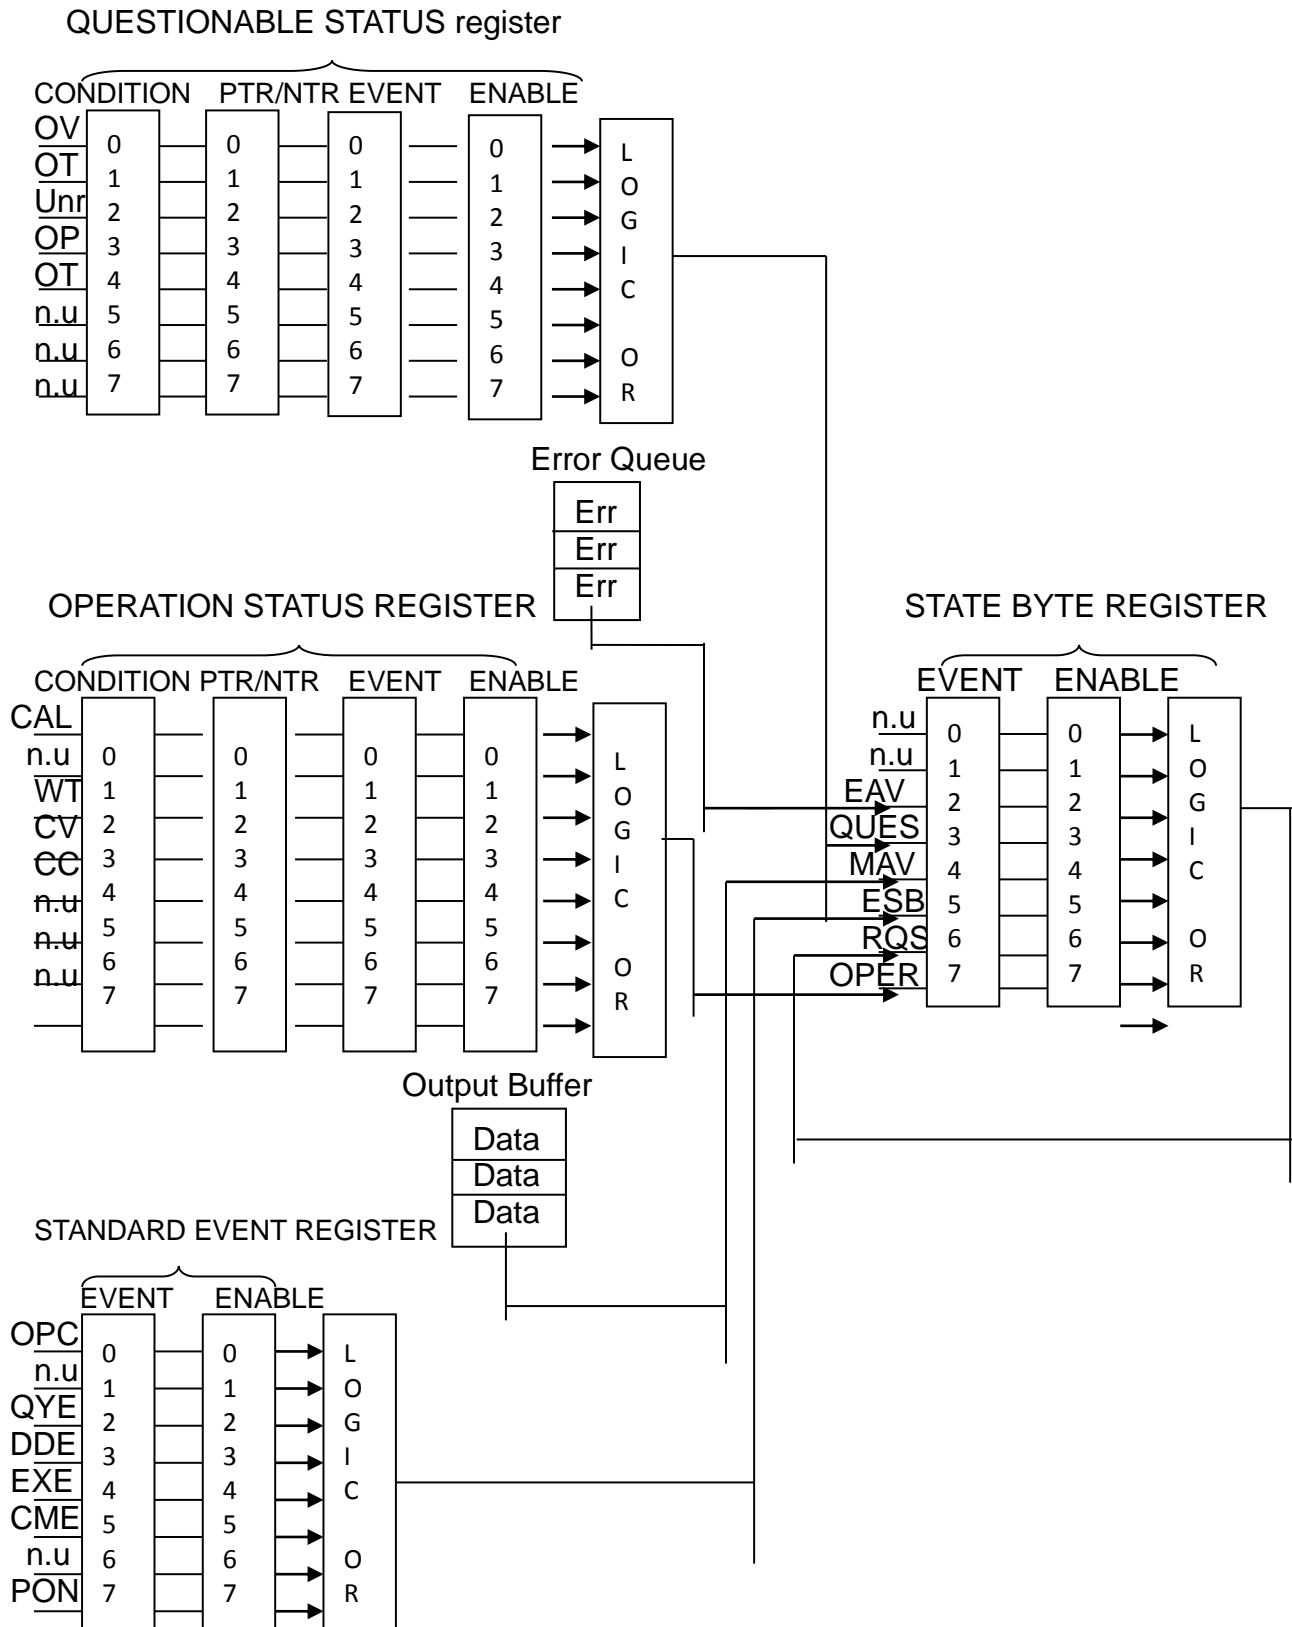 QUESTIONABLE STATUS register
CONDITION PTR/NTR EVENT ENABLE
OV 0 0 0 0 L
OT 1 1 1 1 O
Unr 2 2 2 2 G
OP 3 3 3 3 I
OT 4 4 4 4 C
n.u 5 5 5 5
n.u 6 6 6 6 O
n.u 7 7 7 7 R
Error Queue
Err
Err
Err
OPERATION STATUS REGISTER
CONDITION PTR/NTR EVENT ENABLE
CAL
n.u 0 0 0 0 L
WT 1 1 1 1 O
CV 2 2 2 2 G
CC 3 3 3 3 I
n.u 4 4 4 4 C
n.u 5 5 5 5
n.u 6 6 6 6 O
7 7 7 7 R
STATE BYTE REGISTER
EVENT ENABLE
n.u 0 0 L
n.u 1 1 O
EAV 2 2 G
QUES 3 3 I
MAV 4 4 C
ESB 5 5
RQS 6 6 O
OPER 7 7 R
Output Buffer
Data
Data
Data
STANDARD EVENT REGISTER
EVENT ENABLE
OPC 0 0 L
n.u 1 1 O
QYE 2 2 G
DDE 3 3 I
EXE 4 4 C
CME 5 5
n.u 6 6 O
PON 7 7 R